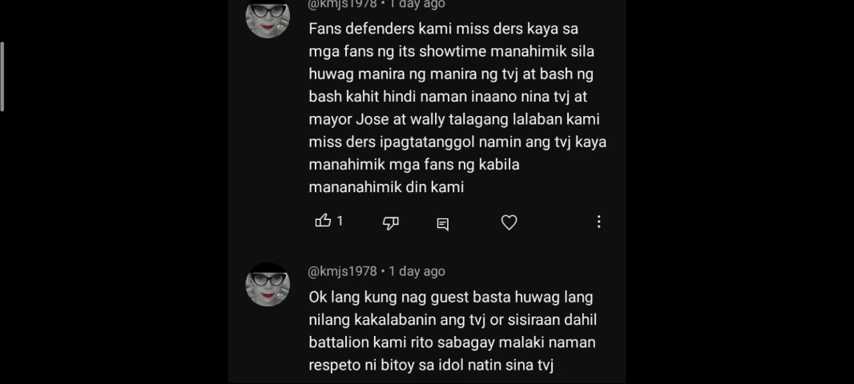 @kmjs1978 • 1 day ago
Fans defenders kami miss ders kaya sa
mga fans ng its showtime manahimik sila
huwag manira ng manira ng tvj at bash ng
bash kahit hindi naman inaano nina tvj at
mayor Jose at wally talagang lalaban kami
miss ders ipagtatanggol namin ang tvj kaya
manahimik mga fans ng kabila
mananahimik din kami
1
@kmjs1978 • 1 day ago
Ok lang kung nag guest basta huwag lang
nilang kakalabanin ang tvj or sisiraan dahil
battalion kami rito sabagay malaki naman
respeto ni bitoy sa idol natin sina tvj